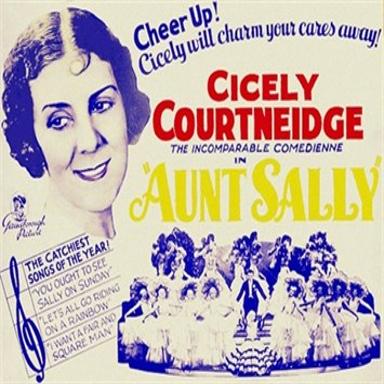 Cheer Up!
Cicely will charm your cares away!
CICELY
COURTNEIDGE
THE INCOMPARABLE COMEDIENNE
IN
"AUNT SALLY"
Gainsborough
Picture
THE CATCHIEST
SONGS OF THE YEAR!
"YOU OUGHT TO SEE
SALLY ON SUNDAY"
"LET'S ALL GO RIDING
ON A RAINBOW"
"I WANT A FAIR AND
SQUARE MAN"